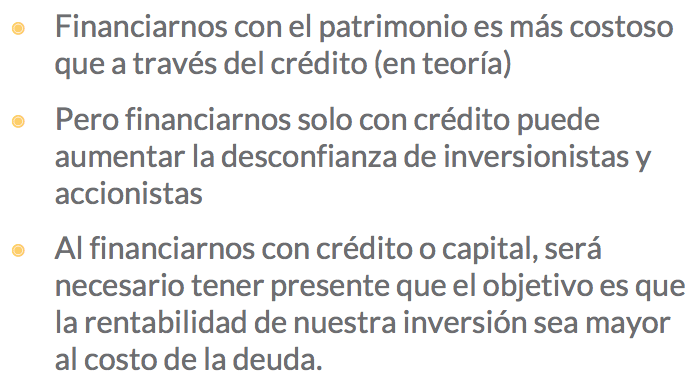 Financiarnos con el patrimonio es más costoso
que a través del crédito (en teoría)
Pero financiarnos solo con crédito puede
aumentar la desconfianza de inversionistas y
accionistas
Al financiarnos con crédito o capital, será
necesario tener presente que el objetivo es que
la rentabilidad de nuestra inversión sea mayor
al costo de la deuda.